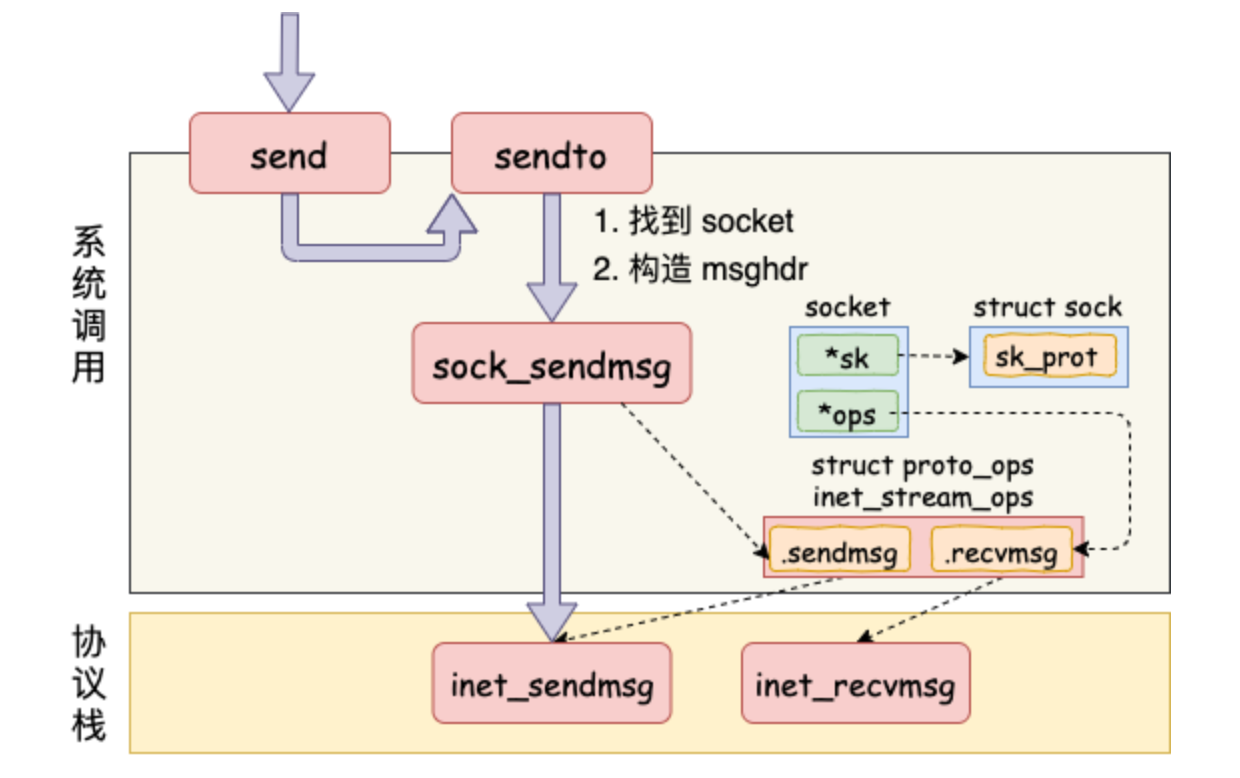 send
sendto
系统调用
1. 找到 socket
2. 构造 msghdr
socket
struct sock
*sk
sk_prot
sock_sendmsg
*ops
struct proto_ops
inet_stream_ops
.sendmsg
.recvmsg
协议栈
inet_sendmsg
inet_recvmsg